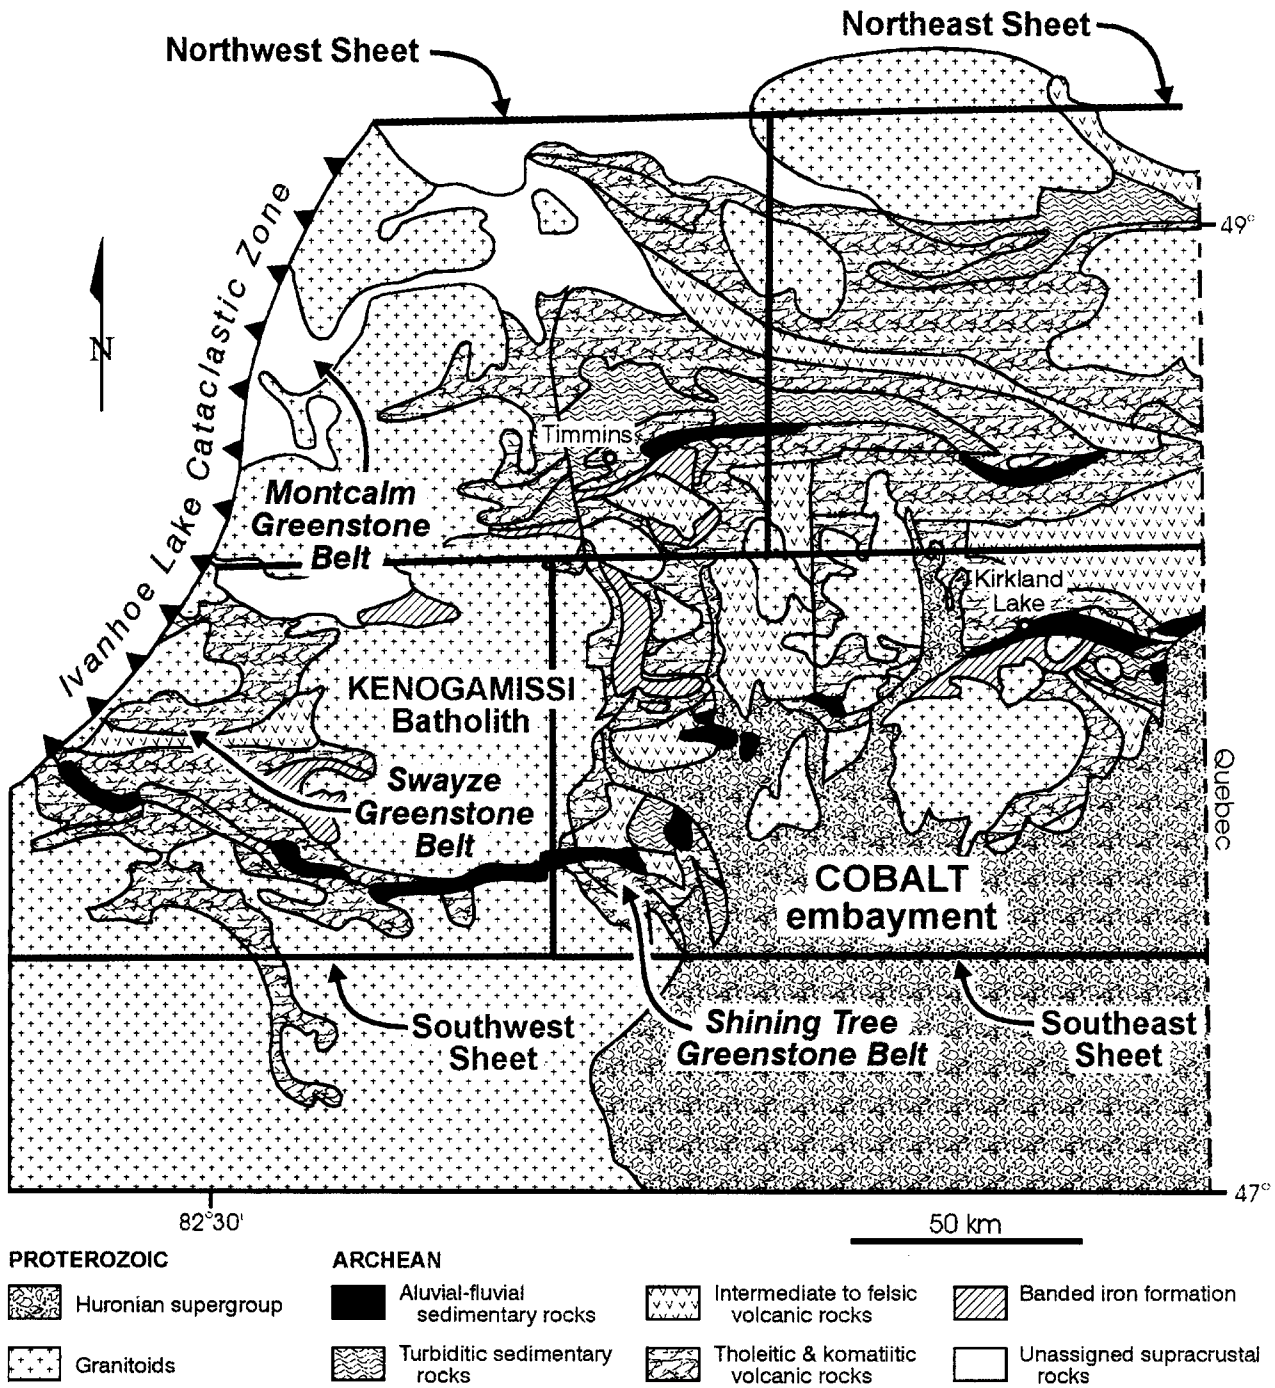 Northeast Sheet
Northwest Sheet
Ivanhoe Lake Cataclastic Zone
49°
N
Timmins
Montcalm
Greenstone
Belt
Kirkland
Lake
KENOGAMISSI
Batholith
Swayze
Greenstone
Belt
Quebec
COBALT
embayment
Southwest
Sheet
Shining Tree
Greenstone Belt
Southeast
Sheet
47°
82°30'
50 km
PROTEROZOIC
Huronian supergroup
Granitoids
ARCHEAN
Aluvial-fluvial
sedimentary rocks
Turbiditic sedimentary
rocks
Intermediate to felsic
volcanic rocks
Tholeitic & komatiitic
volcanic rocks
Banded iron formation
Unassigned supracrustal
rocks